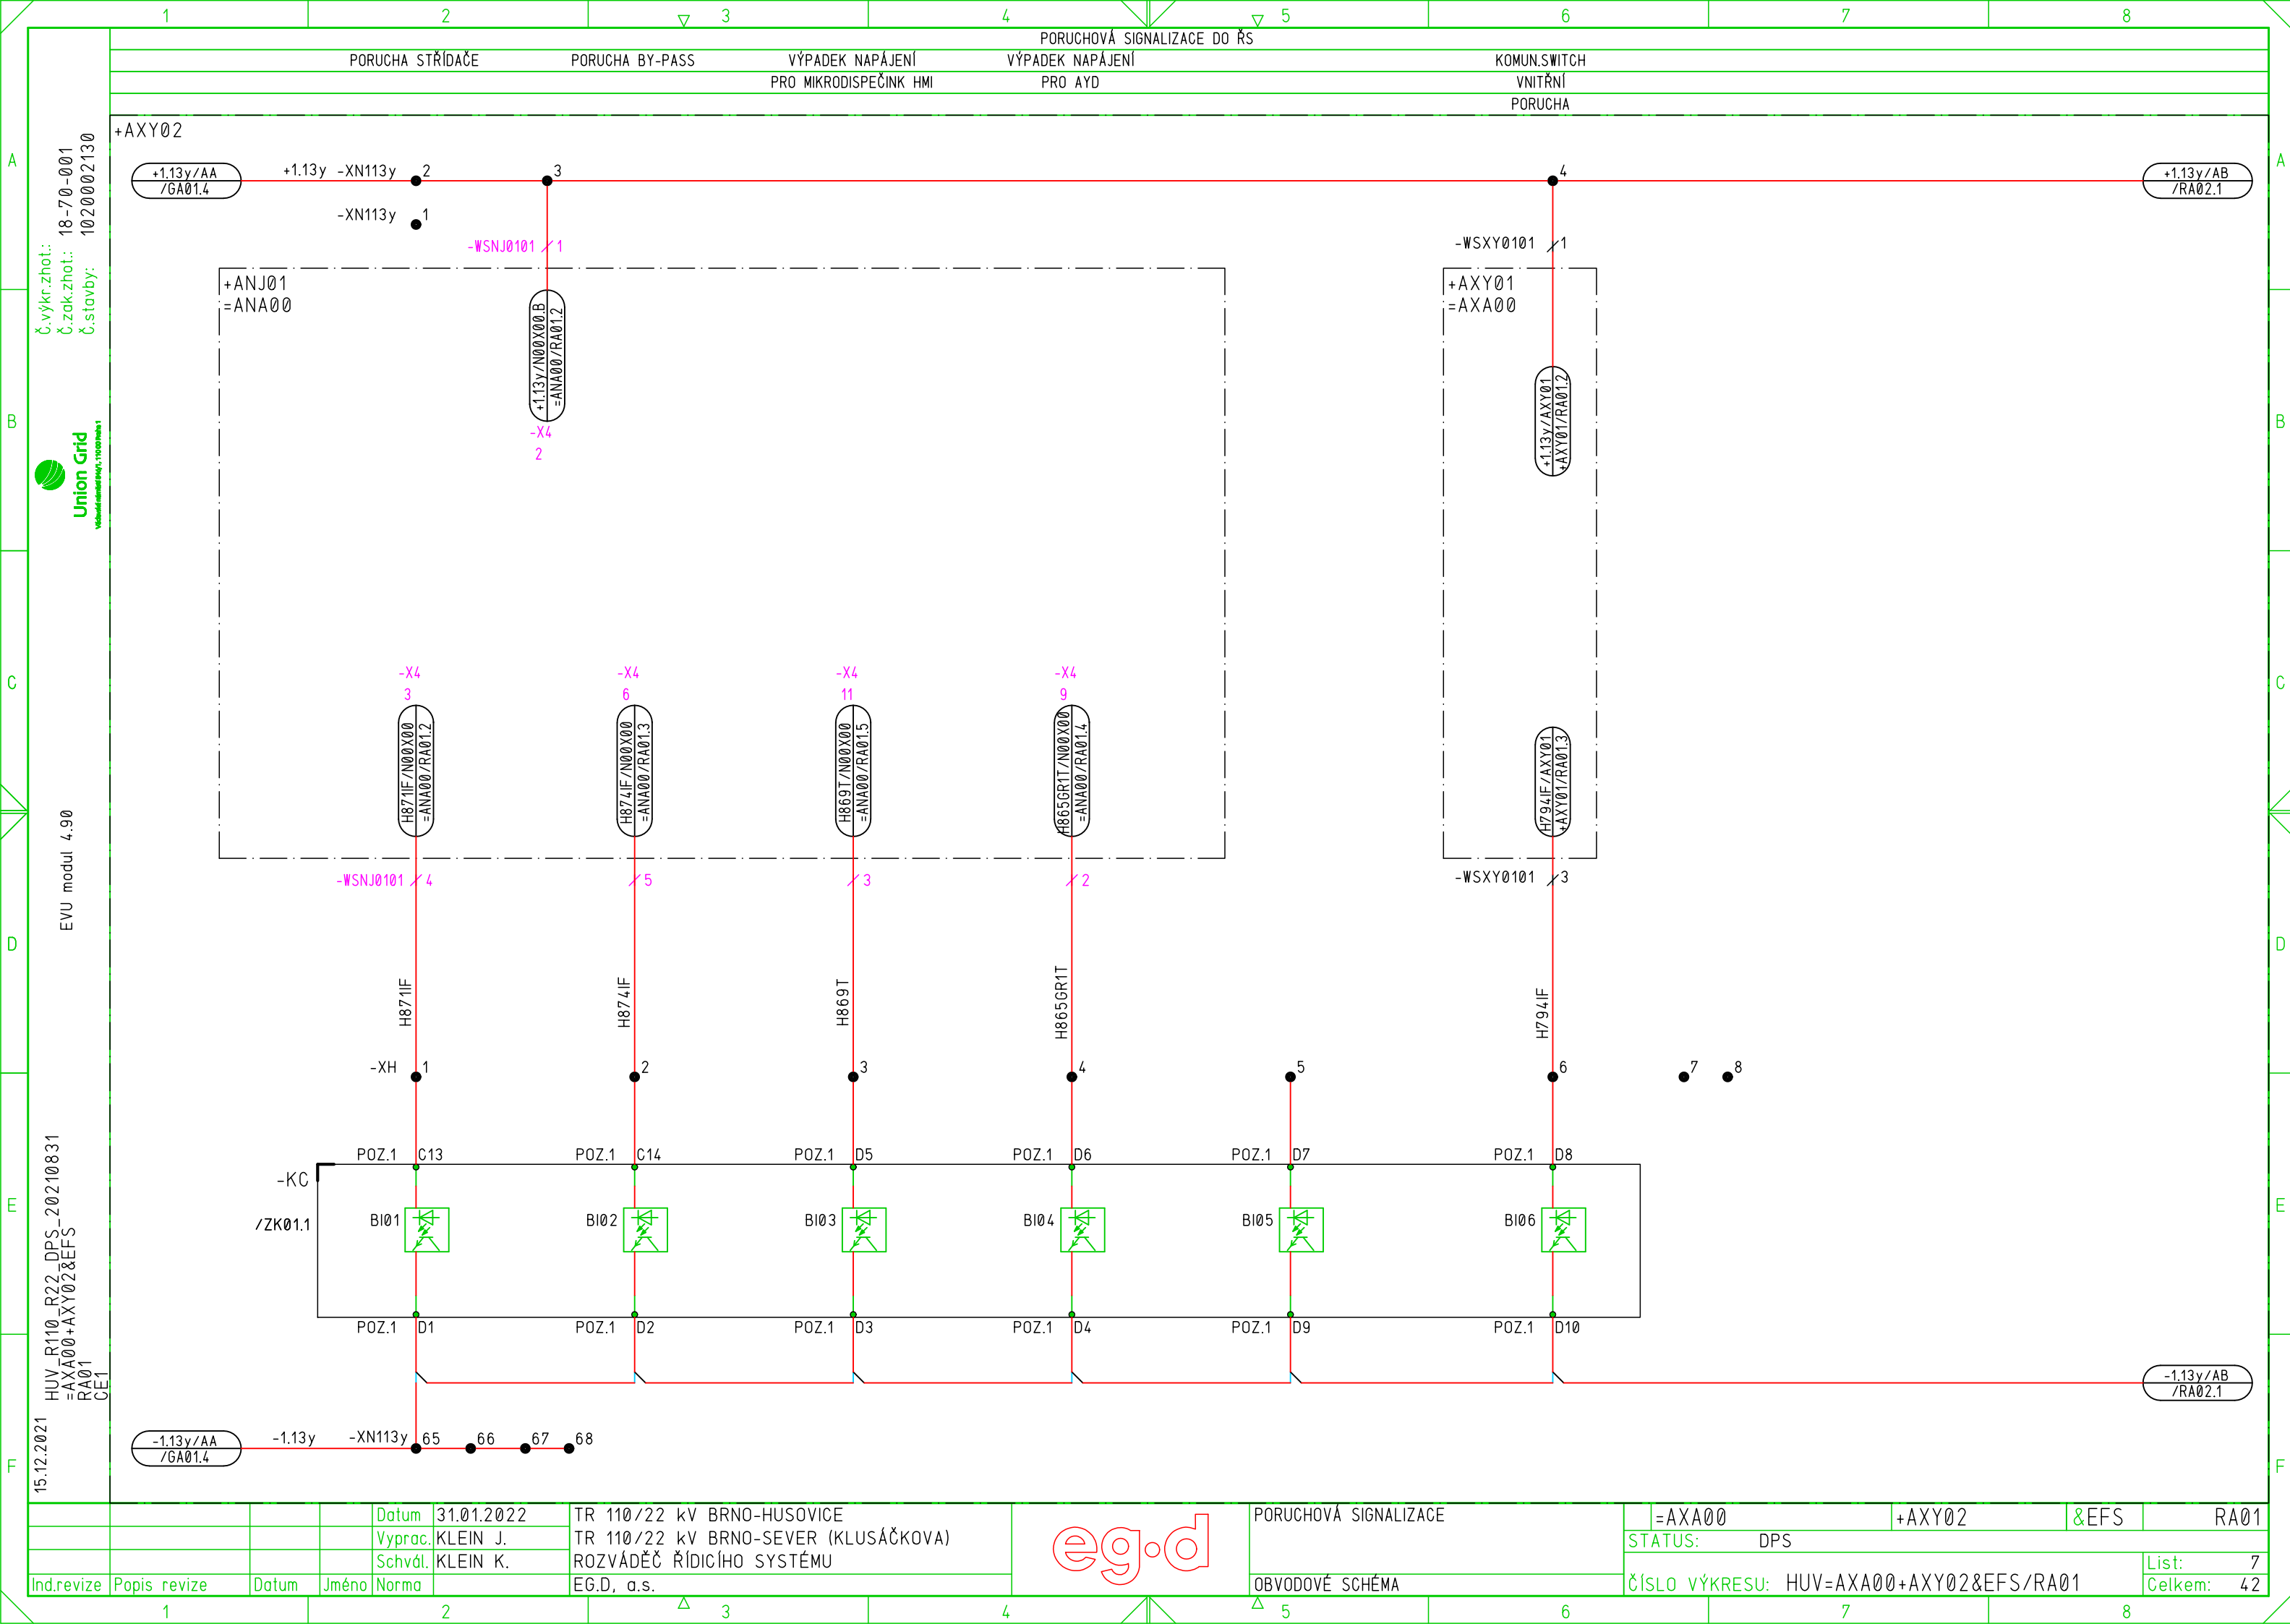 1 2 3 4 5 6 7 8
PORUCHOVÁ SIGNALIZACE DO ŘS
PORUCHA STŘÍDAČE PORUCHA BY-PASS VÝPADEK NAPÁJENÍ VÝPADEK NAPÁJENÍ KOMUN.SWITCH
PRO MIKRODISPEČINK HMI PRO AYD VNITŘNÍ
PORUCHA
+AXY02
A A
+1.13y/AA
/GA01.4
+1.13y -XN113y 2 3 4
+1.13y/AB
/RA02.1
-XN113y 1
-WSNJ0101 1 -WSXY0101 1
+ANJ01
=ANA00
+AXY01
=AXA00
+1.13y/N00X00.B
=ANA00/RA01.2
-X4
2
+1.13y/AXY01
+AXY01/RA01.2
B B
C C
-X4 -X4 -X4 -X4
3 6 11 9
H871IF/N00X00
=ANA00/RA01.2
H874IF/N00X00
=ANA00/RA01.3
H869T/N00X00
=ANA00/RA01.5
H865GR1T/N00X00
=ANA00/RA01.4
H794IF/AXY01
+AXY01/RA01.3
-WSNJ0101 4 5 3 2 -WSXY0101 3
D D
H871IF H874IF H869T H865GR1T H794IF
-XH 1 2 3 4 5 6 7 8
POZ.1 C13 POZ.1 C14 POZ.1 D5 POZ.1 D6 POZ.1 D7 POZ.1 D8
-KC
/ZK01.1
E E
BI01 BI02 BI03 BI04 BI05 BI06
POZ.1 D1 POZ.1 D2 POZ.1 D3 POZ.1 D4 POZ.1 D9 POZ.1 D10
-1.13y/AB
/RA02.1
-1.13y/AA
/GA01.4
-1.13y -XN113y 65 66 67 68
F F
Č.výkr.zhot.:
Č.zak.zhot.: 18-70-001
Č.stavby: 1020002130
Union Grid
EVU modul 4.90
HUV_R110_R22_DPS_20210831
=AXA00+AXY02&EFS
RA01
CE1
15.12.2021
Datum 31.01.2022 TR 110/22 kV BRNO-HUSOVICE
Vyprac. KLEIN J. TR 110/22 kV BRNO-SEVER (KLUSÁČKOVA)
Schvál. KLEIN K. ROZVÁDĚČ ŘÍDICÍHO SYSTÉMU
Ind.revize Popis revize Datum Jméno Norma EG.D, a.s.
eg·d
PORUCHOVÁ SIGNALIZACE
OBVODOVÉ SCHÉMA
=AXA00 +AXY02 &EFS RA01
STATUS: DPS
List: 7
ČÍSLO VÝKRESU: HUV=AXA00+AXY02&EFS/RA01
Celkem: 42
1 2 3 4 5 6 7 8